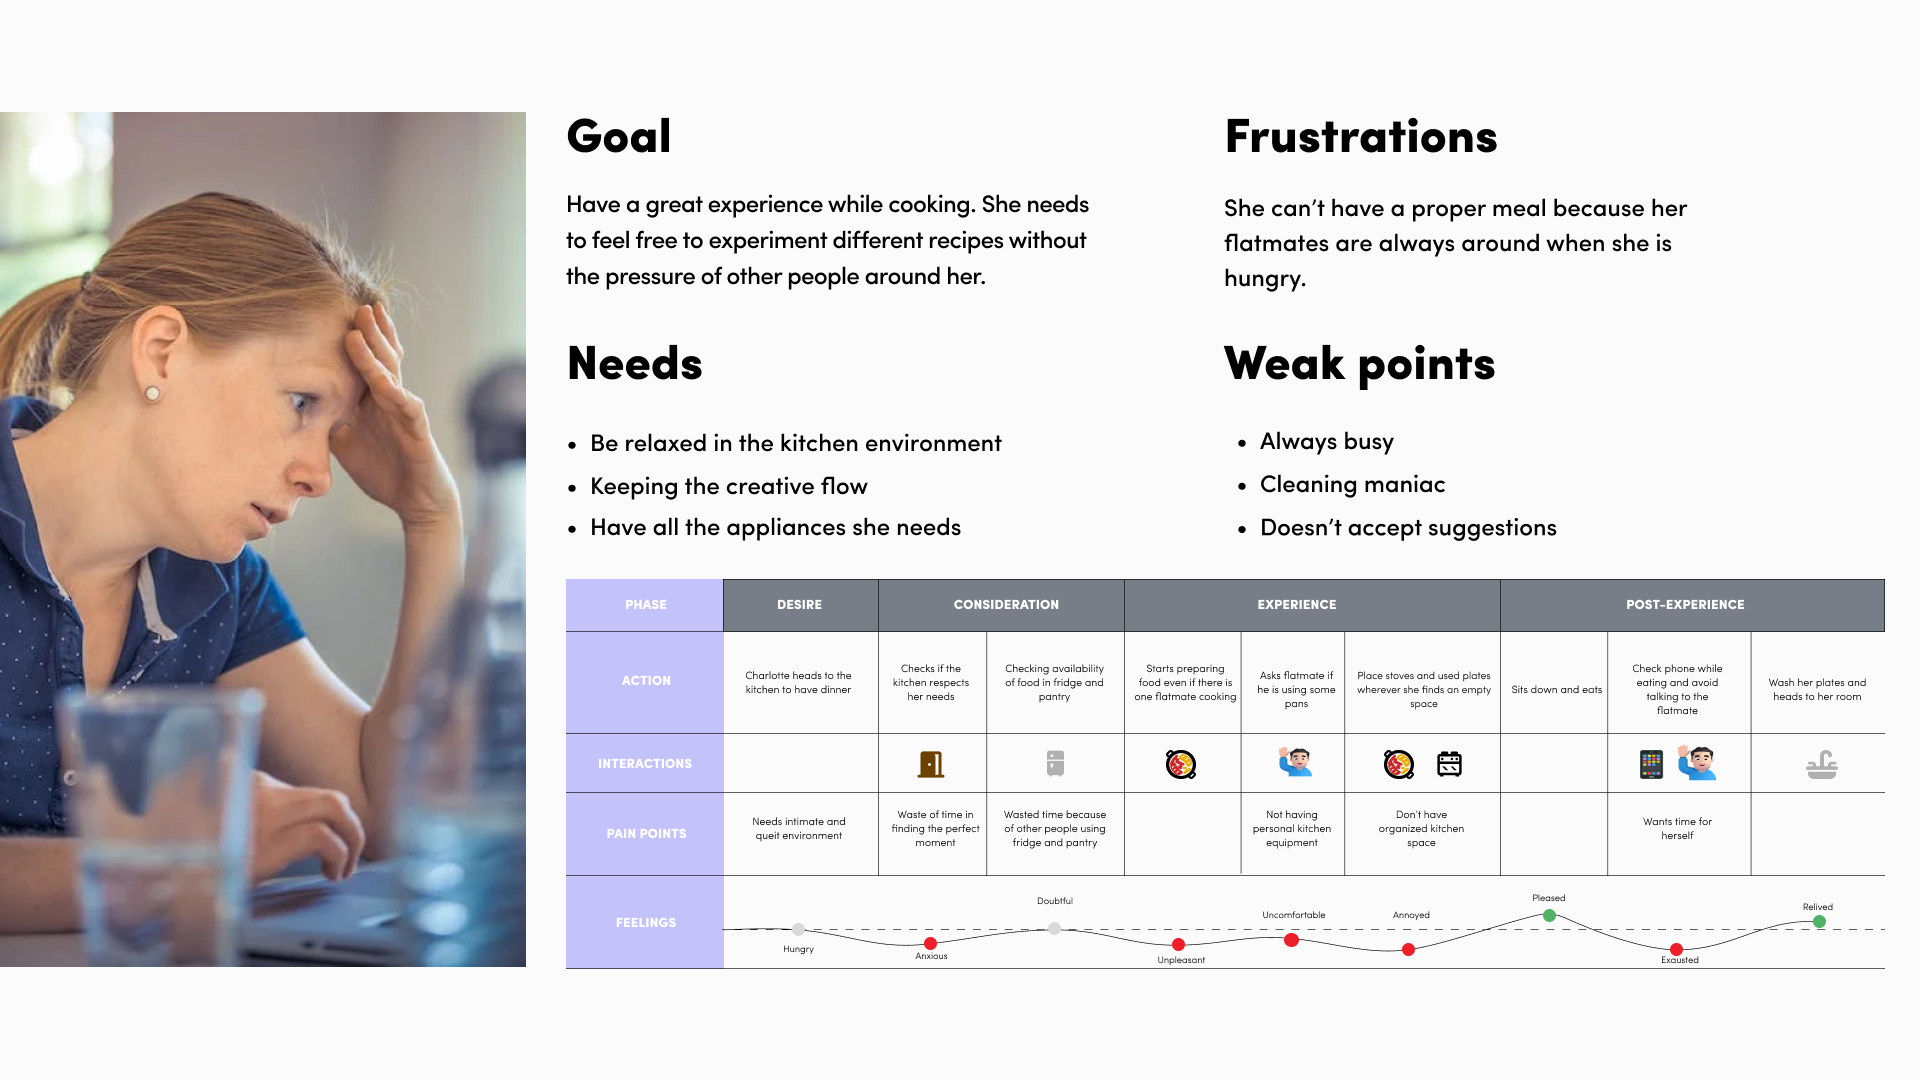 Goal
Have a great experience while cooking. She needs
to feel free to experiment different recipes without
the pressure of other people around her.
Frustrations
She can’t have a proper meal because her
flatmates are always around when she is
hungry.
Needs
• Be relaxed in the kitchen environment
• Keeping the creative flow
• Have all the appliances she needs
Weak points
• Always busy
• Cleaning maniac
• Doesn’t accept suggestions
PHASE
DESIRE
CONSIDERATION
EXPERIENCE
POST-EXPERIENCE
ACTION
Charlotte heads to the
kitchen to have dinner
Checks if the
kitchen respects
her needs
Checking availability
of food in fridge and
pantry
Starts preparing
food even if there is
one flatmate cooking
Asks flatmate if
he is using some
pans
Place stoves and used plates
wherever she finds an empty
space
Sits down and eats
Check phone while
eating and avoid
talking to the
flatmate
Wash her plates and
heads to her room
INTERACTIONS
PAIN POINTS
Needs intimate and
queit environment
Waste of time in
finding the perfect
moment
Wasted time because
of other people using
fridge and pantry
Not having
personal kitchen
equipment
Don’t have
organized kitchen
space
Wants time for
herself
FEELINGS
Hungry
Anxious
Doubtful
Unpleasant
Uncomfortable
Annoyed
Pleased
Exausted
Relived